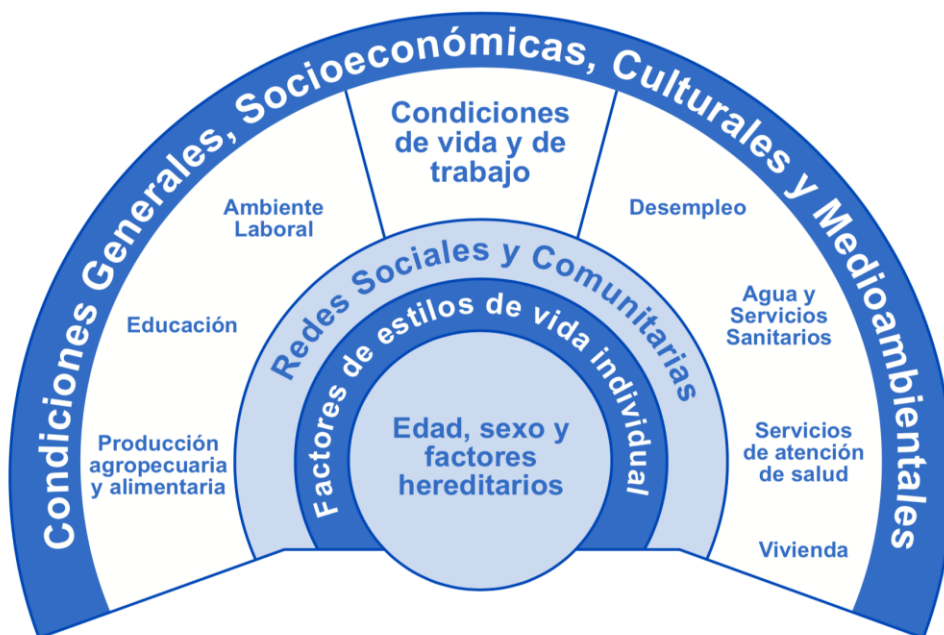 Condiciones Generales, Socioeconómicas, Culturales y Medioambientales
Condiciones
de vida y de
trabajo
Ambiente
Laboral
Desempleo
Educación
Agua y
Servicios
Sanitarios
Producción
agropecuaria
y alimentaria
Servicios
de atención
de salud
Vivienda
Redes Sociales y Comunitarias
Factores de estilos de vida individual
Edad, sexo y
factores
hereditarios